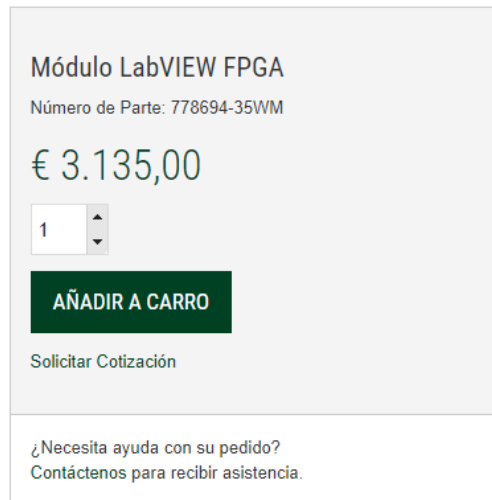 Módulo LabVIEW FPGA
Número de Parte: 778694-35WM
€ 3.135,00
1
AÑADIR A CARRO
Solicitar Cotización
¿Necesita ayuda con su pedido?
Contáctenos para recibir asistencia.